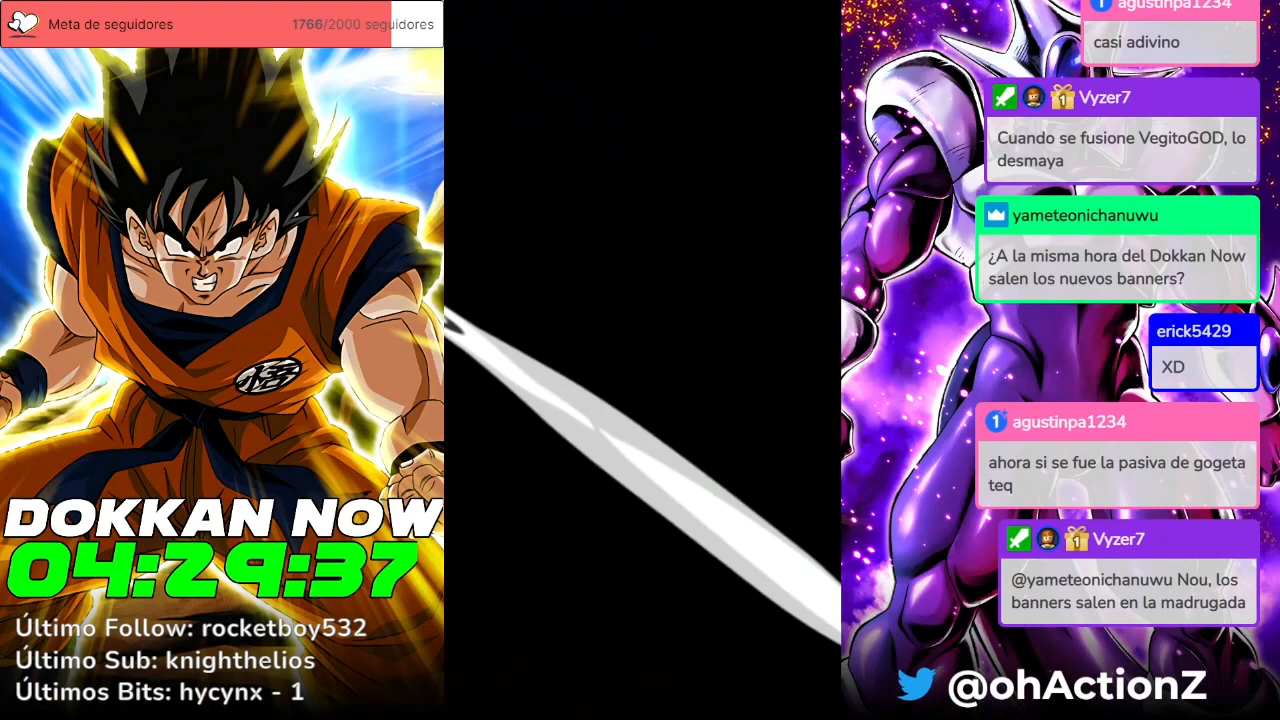 Meta de seguidores 1766/2000 seguidores
DOKKAN NOW
04:29:37
Último Follow: rocketboy532
Último Sub: knighthelios
Últimos Bits: hycynx - 1
agustinpa1234
casi adivino
Vyzer7
Cuando se fusione VegitoGOD, lo
desmaya
yameteonichanuwu
¿A la misma hora del Dokkan Now
salen los nuevos banners?
erick5429
XD
agustinpa1234
ahora si se fue la pasiva de gogeta
teq
Vyzer7
@yameteonichanuwu Nou, los
banners salen en la madrugada
@ohActionZ